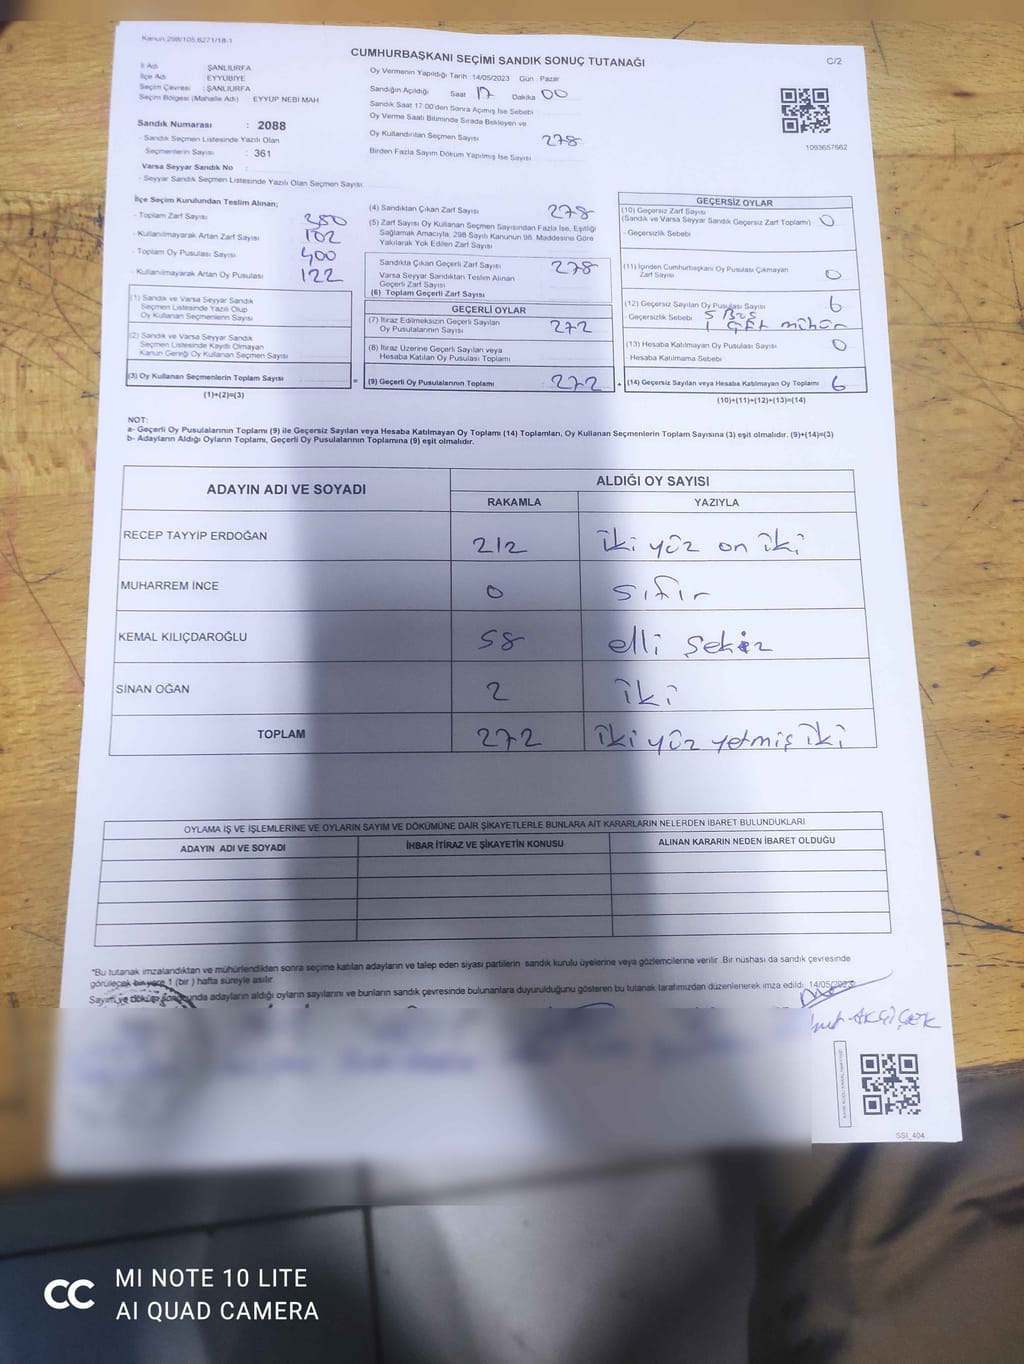 Kanun.298/105;6271/18-1
CUMHURBAŞKANI SEÇİMİ SANDIK SONUÇ TUTANAĞI
C/2
İl Adı : ŞANLIURFA
İlçe Adı : EYYÜBİYE
Seçim Çevresi : ŞANLIURFA
Seçim Bölgesi (Mahalle Adı) : EYYUP NEBİ MAH
Sandık Numarası : 2088
- Sandık Seçmen Listesinde Yazılı Olan
Seçmenlerin Sayısı : 361
Varsa Seyyar Sandık No :
- Seyyar Sandık Seçmen Listesinde Yazılı Olan Seçmen Sayısı
Oy Vermenin Yapıldığı Tarih : 14/05/2023 Gün : Pazar
Sandığın Açıldığı Saat 17 Dakika 00
Sandık Saat 17:00'den Sonra Açımış İse Sebebi
Oy Verme Saati Bitiminde Sırada Bekleyen ve
Oy Kullandırılan Seçmen Sayısı 278
Birden Fazla Sayım Döküm Yapılmış İse Sayısı
1093657662
İlçe Seçim Kurulundan Teslim Alınan;
- Toplam Zarf Sayısı 380
- Kullanılmayarak Artan Zarf Sayısı 102
- Toplam Oy Pusulası Sayısı 400
- Kullanılmayarak Artan Oy Pusulası 122
(1) Sandık ve Varsa Seyyar Sandık
Seçmen Listesinde Yazılı Olup
Oy Kullanan Seçmenlerin Sayısı
(2) Sandık ve Varsa Seyyar Sandık
Seçmen Listesinde Kayıtlı Olmayan
Kanun Gereği Oy Kullanan Seçmen Sayısı
(3) Oy Kullanan Seçmenlerin Toplam Sayısı =
(1)+(2)=(3)
(4) Sandıktan Çıkan Zarf Sayısı 278
(5) Zarf Sayısı Oy Kullanan Seçmen Sayısından Fazla İse, Eşitliği
Sağlamak Amacıyla, 298 Sayılı Kanunun 98. Maddesine Göre
Yakılarak Yok Edilen Zarf Sayısı
Sandıkta Çıkan Geçerli Zarf Sayısı 278
Varsa Seyyar Sandıktan Teslim Alınan
Geçerli Zarf Sayısı
(6) Toplam Geçerli Zarf Sayısı
GEÇERLİ OYLAR
(7) İtiraz Edilmeksizin Geçerli Sayılan
Oy Pusulalarının Sayısı 272
(8) İtiraz Üzerine Geçerli Sayılan veya
Hesaba Katılan Oy Pusulası Toplamı
(9) Geçerli Oy Pusulalarının Toplamı 272 +
GEÇERSİZ OYLAR
(10) Geçersiz Zarf Sayısı
(Sandık ve Varsa Seyyar Sandık Geçersiz Zarf Toplamı) 0
- Geçersizlik Sebebi
(11) İçinden Cumhurbaşkanı Oy Pusulası Çıkmayan
Zarf Sayısı 0
(12) Geçersiz Sayılan Oy Pusulası Sayısı 6
- Geçersizlik Sebebi 5 Boş
1 Çift mühür
(13) Hesaba Katılmayan Oy Pusulası Sayısı 0
- Hesaba Katılmama Sebebi
(14) Geçersiz Sayılan veya Hesaba Katılmayan Oy Toplamı 6
(10)+(11)+(12)+(13)=(14)
NOT:
a- Geçerli Oy Pusulalarının Toplamı (9) ile Geçersiz Sayılan veya Hesaba Katılmayan Oy Toplamı (14) Toplamları, Oy Kullanan Seçmenlerin Toplam Sayısına (3) eşit olmalıdır. (9)+(14)=(3)
b- Adayların Aldığı Oyların Toplamı, Geçerli Oy Pusulalarının Toplamına (9) eşit olmalıdır.
ADAYIN ADI VE SOYADI
ALDIĞI OY SAYISI
RAKAMLA YAZIYLA
RECEP TAYYİP ERDOĞAN 212 iki yüz on iki
MUHARREM İNCE 0 sıfır
KEMAL KILIÇDAROĞLU 58 elli şekiz
SİNAN OĞAN 2 iki
TOPLAM 272 iki yüz yetmiş iki
OYLAMA İŞ VE İŞLEMLERİNE VE OYLARIN SAYIM VE DÖKÜMÜNE DAİR ŞİKAYETLERLE BUNLARA AİT KARARLARIN NELERDEN İBARET BULUNDUKLARI
ADAYIN ADI VE SOYADI İHBAR İTİRAZ VE ŞİKAYETİN KONUSU ALINAN KARARIN NEDEN İBARET OLDUĞU
*Bu tutanak imzalandıktan ve mühürlendikten sonra seçime katılan adayların ve talep eden siyasi partilerin sandık kurulu üyelerine veya gözlemcilerine verilir. Bir nüshası da sandık çevresinde
görülecek bir yere 1 (bir) hafta süreyle asılır.
Sayım ve döküm sonucunda adayların aldığı oyların sayılarını ve bunların sandık çevresinde bulunanlara duyurulduğunu gösteren bu tutanak tarafımızdan düzenlenerek imza edildi. 14/05/2023
AKÇİÇEK
SSI_404
MI NOTE 10 LITE
AI QUAD CAMERA